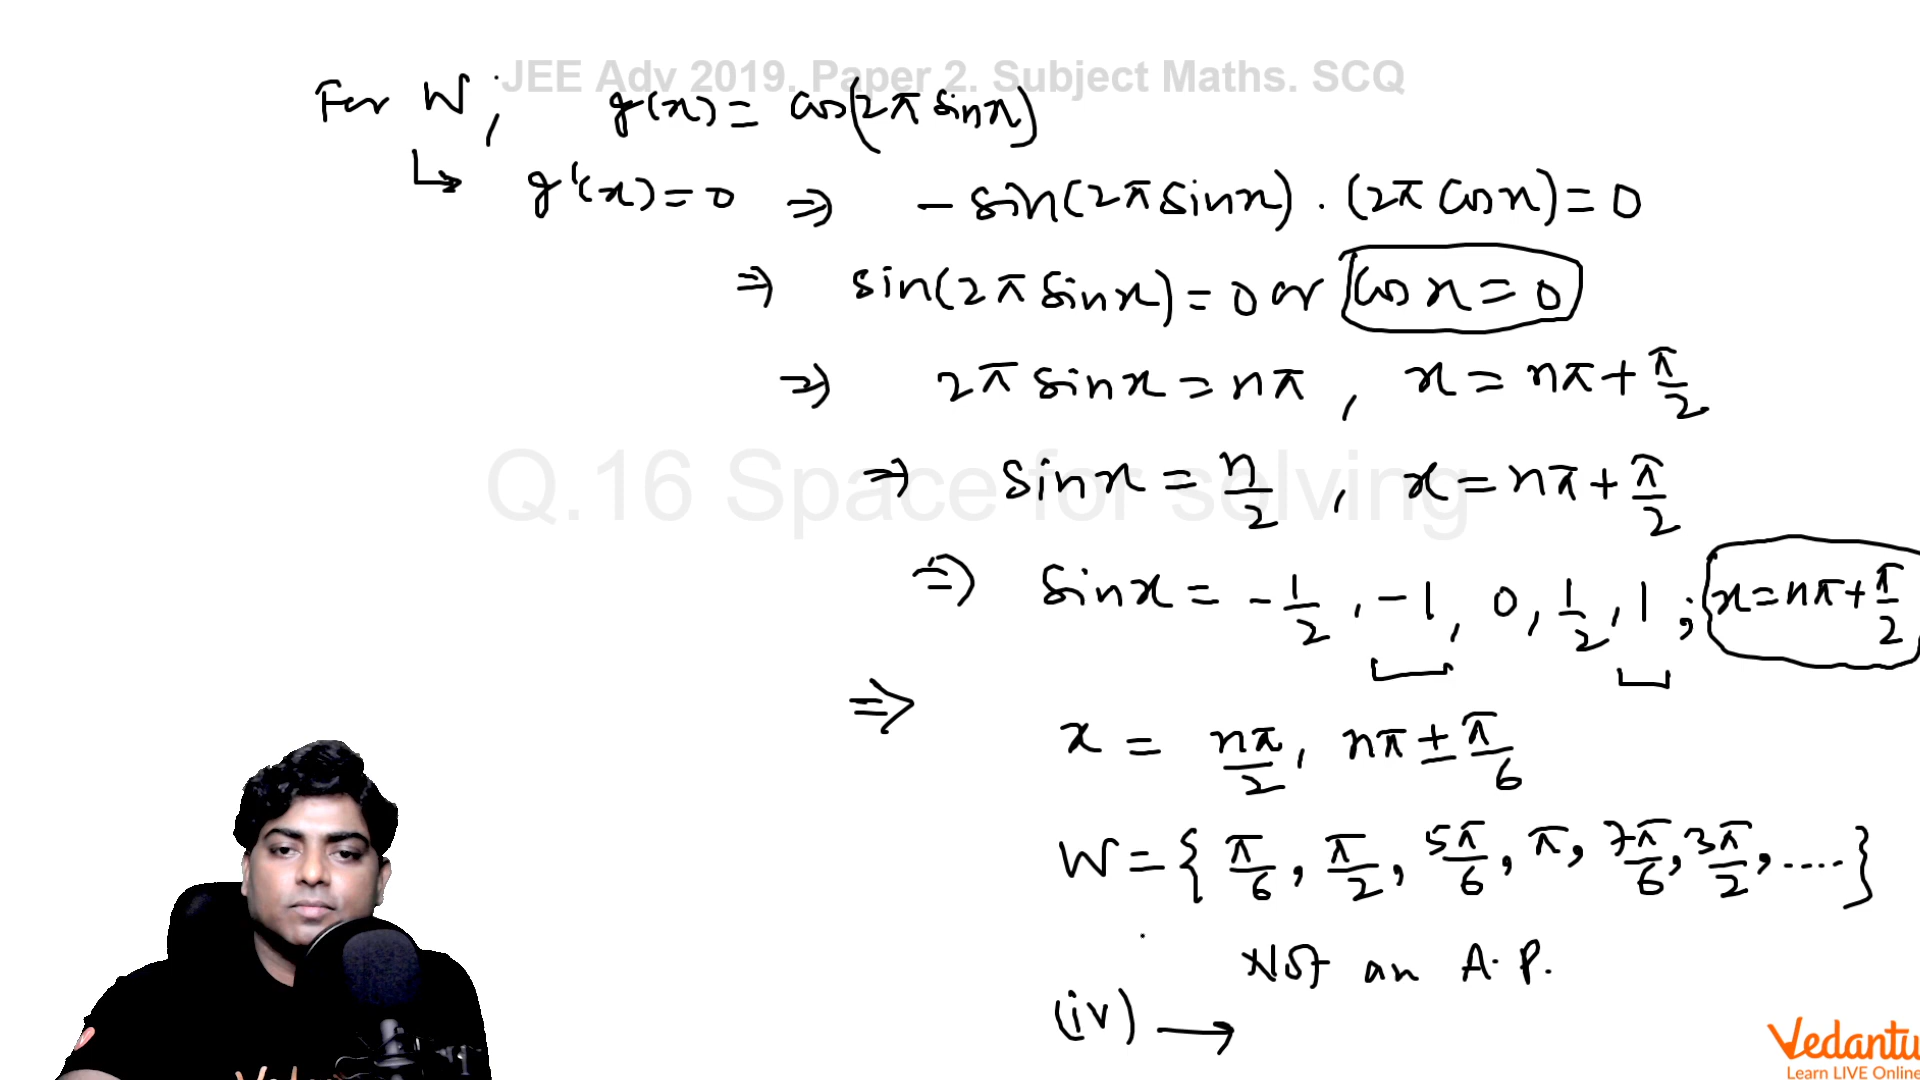 JEE Adv 2019. Paper 2. Subject Maths. SCQ
For W, g(x) = cos(2π sinx)
↳ g'(x) = 0 ⇒ - sin(2π sinx) . (2π cos x) = 0
⇒ sin(2π sinx) = 0 or cos x = 0
⇒ 2π sinx = nπ , x = nπ + π/2
Q.16 Space for solving
⇒ sinx = n/2 , x = nπ + π/2
⇒ sinx = -1/2 , -1, 0, 1/2, 1 ; x = nπ + π/2
⇒ x = nπ/2, nπ ± π/6
W = { π/6, π/2, 5π/6, π, 7π/6, 3π/2, .... }
Not an A.P.
(iv) →
Vedantu
Learn LIVE Online